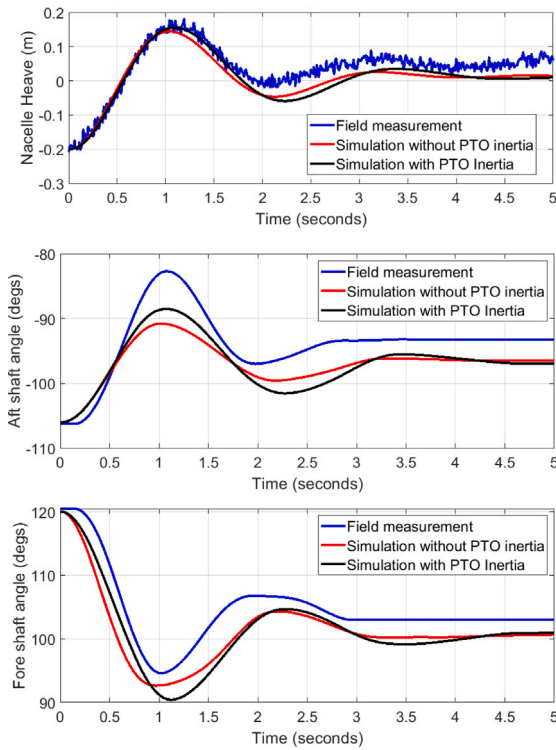 0.2
0.1
0
-0.1
-0.2
-0.3
Nacelle Heave (m)
Field measurement
Simulation without PTO inertia
Simulation with PTO Inertia
0 0.5 1 1.5 2 2.5 3 3.5 4 4.5 5
Time (seconds)
-80
-90
-100
-110
Aft shaft angle (degs)
Field measurement
Simulation without PTO inertia
Simulation with PTO Inertia
0 0.5 1 1.5 2 2.5 3 3.5 4 4.5 5
Time (seconds)
120
110
100
90
Fore shaft angle (degs)
Field measurement
Simulation without PTO inertia
Simulation with PTO Inertia
0 0.5 1 1.5 2 2.5 3 3.5 4 4.5 5
Time (seconds)